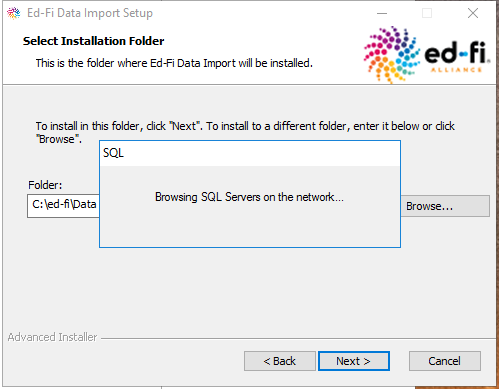 Ed-Fi Data Import Setup
Select Installation Folder
This is the folder where Ed-Fi Data Import will be installed.
ed-fi.
ALLIANCE
To install in this folder, click "Next". To install to a different folder, enter it below or click
"Browse".
SQL
Browsing SQL Servers on the network...
Folder:
C:\ed-fi\Data
Browse...
Advanced Installer
< Back
Next >
Cancel